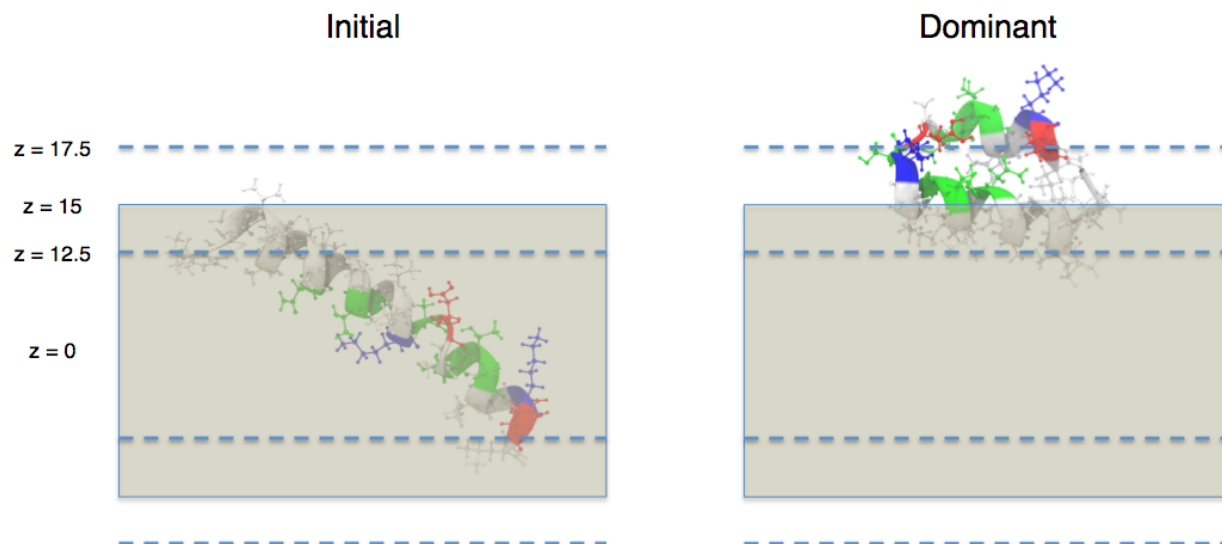 Initial
Dominant
z = 17.5
z = 15
z = 12.5
z = 0